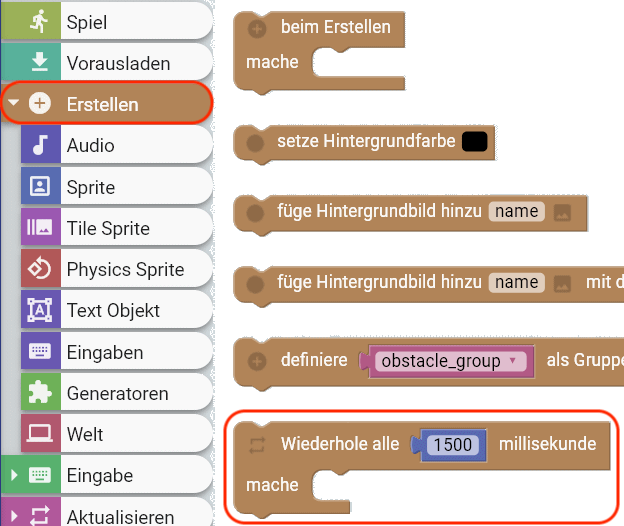 Spiel
Vorausladen
Erstellen
Audio
Sprite
Tile Sprite
Physics Sprite
Text Objekt
Eingaben
Generatoren
Welt
Eingabe
Aktualisieren
beim Erstellen
mache
setze Hintergrundfarbe
füge Hintergrundbild hinzu name
füge Hintergrundbild hinzu name mit d
definiere obstacle_group als Gruppe
Wiederhole alle 1500 millisekunde
mache